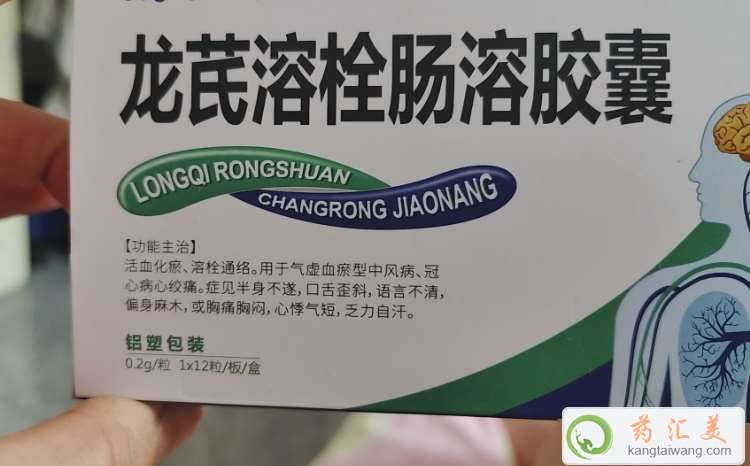 龙芪溶栓肠溶胶囊
LONGQI RONGSHUAN
CHANGRONG JIAONANG
【功能主治】
活血化瘀、溶栓通络。用于气虚血瘀型中风病、冠
心病心绞痛。症见半身不遂，口舌歪斜，语言不清，
偏身麻木，或胸痛胸闷，心悸气短，乏力自汗。
铝塑包装
0.2g/粒 1x12粒/板/盒
药汇美
kangtaiwang.com